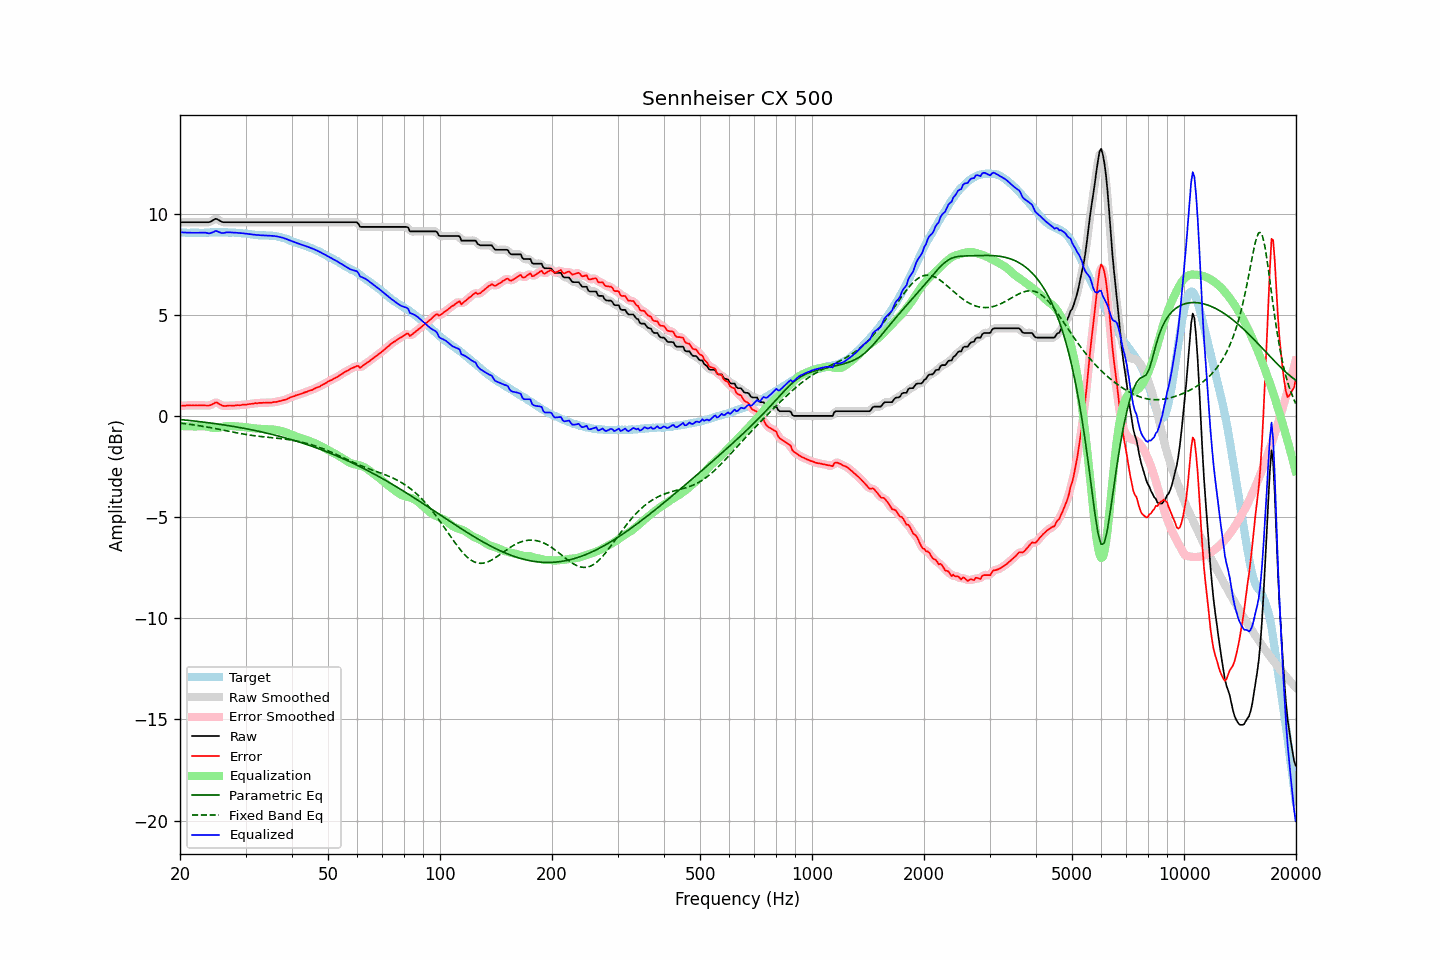 Sennheiser CX 500
Amplitude (dBr)
10
5
0
−5
−10
−15
−20
Target
Raw Smoothed
Error Smoothed
Raw
Error
Equalization
Parametric Eq
Fixed Band Eq
Equalized
20 50 100 200 500 1000 2000 5000 10000 20000
Frequency (Hz)